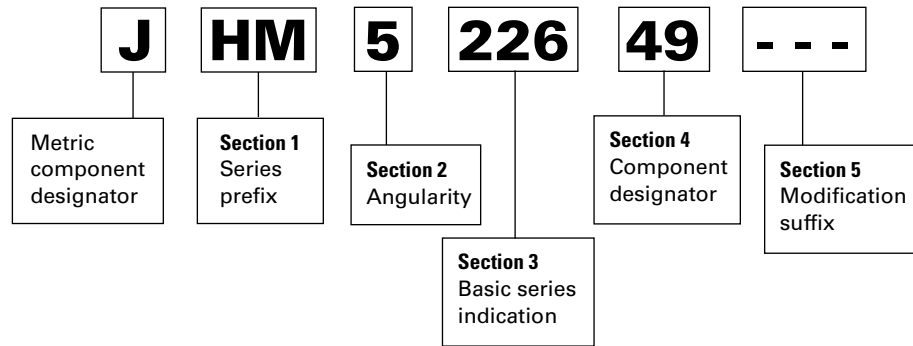 J HM 5 226 49 - - -
Metric
component
designator
Section 1
Series
prefix
Section 2
Angularity
Section 3
Basic series
indication
Section 4
Component
designator
Section 5
Modification
suffix